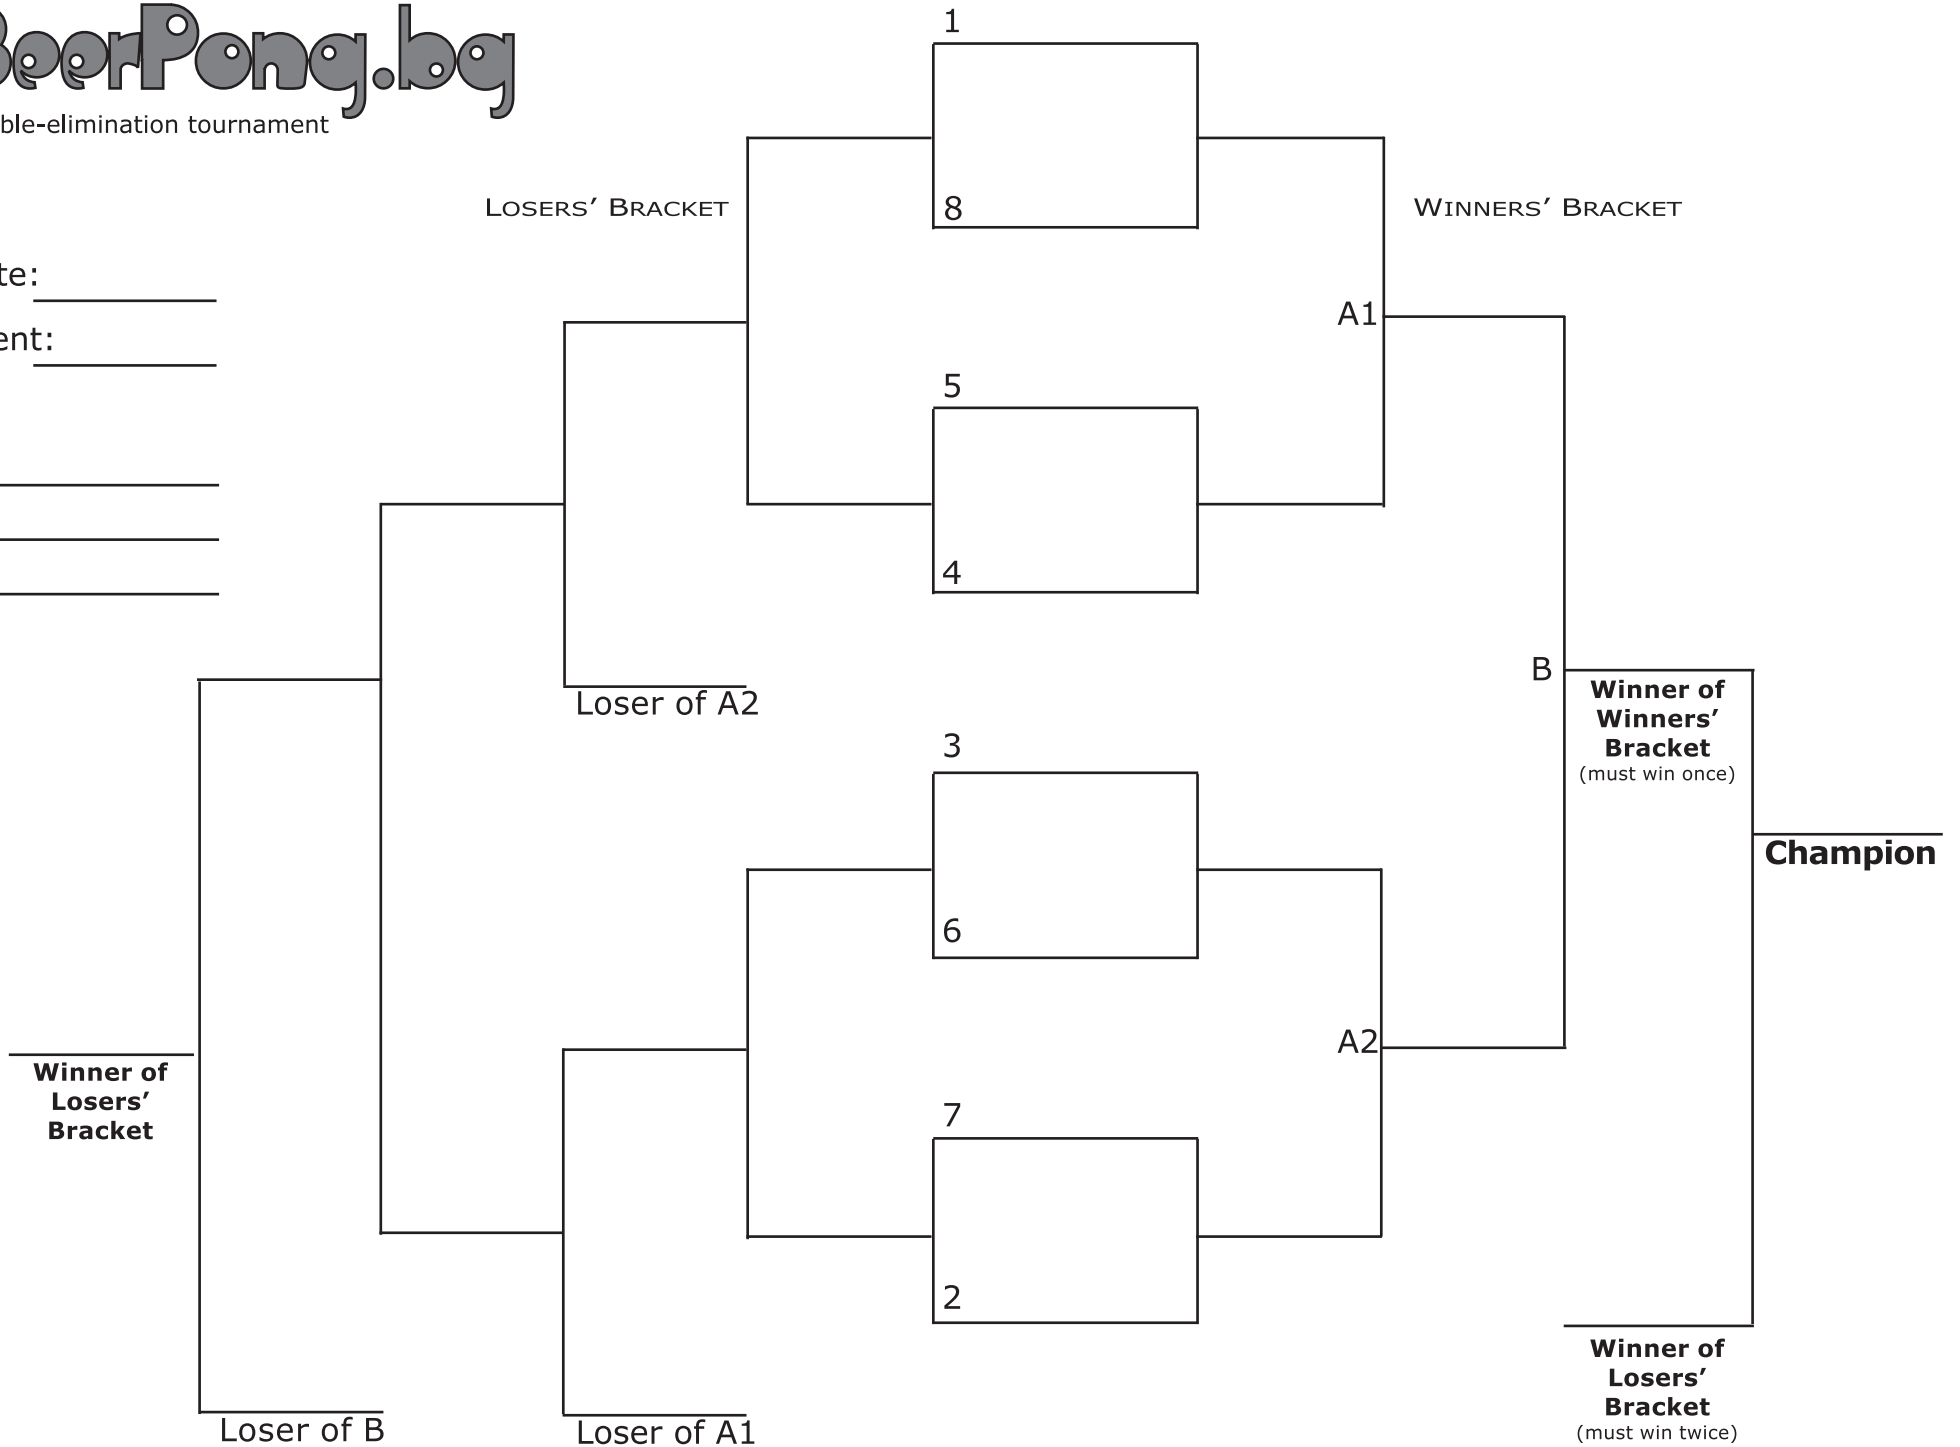 BeerPong.bg
ble-elimination tournament
LOSERS' BRACKET
WINNERS' BRACKET
te:
ent:
1
8
A1
5
4
Loser of A2
B
Winner of
Winners'
Bracket
(must win once)
3
6
Champion
A2
Winner of
Losers'
Bracket
7
2
Loser of B
Loser of A1
Winner of
Losers'
Bracket
(must win twice)